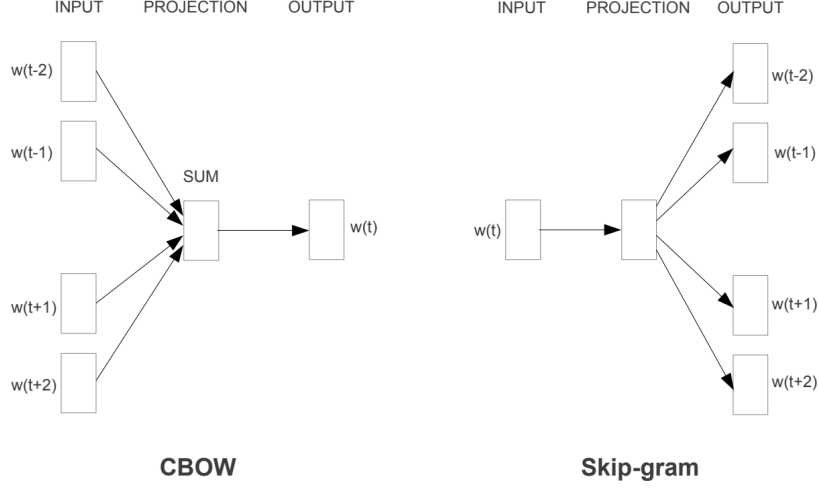 INPUT PROJECTION OUTPUT
w(t-2)
w(t-1)
SUM
w(t)
w(t+1)
w(t+2)
CBOW
INPUT PROJECTION OUTPUT
w(t-2)
w(t-1)
w(t)
w(t+1)
w(t+2)
Skip-gram